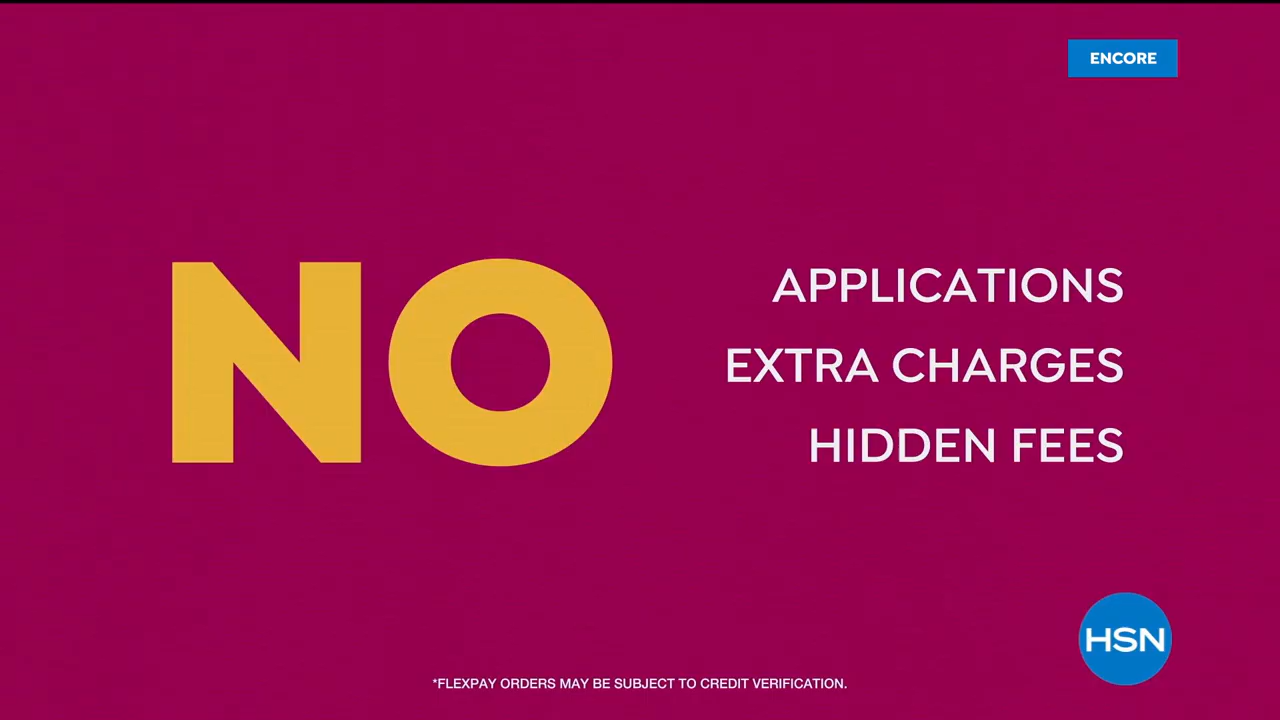 ENCORE
NO
APPLICATIONS
EXTRA CHARGES
HIDDEN FEES
HSN
*FLEXPAY ORDERS MAY BE SUBJECT TO CREDIT VERIFICATION.